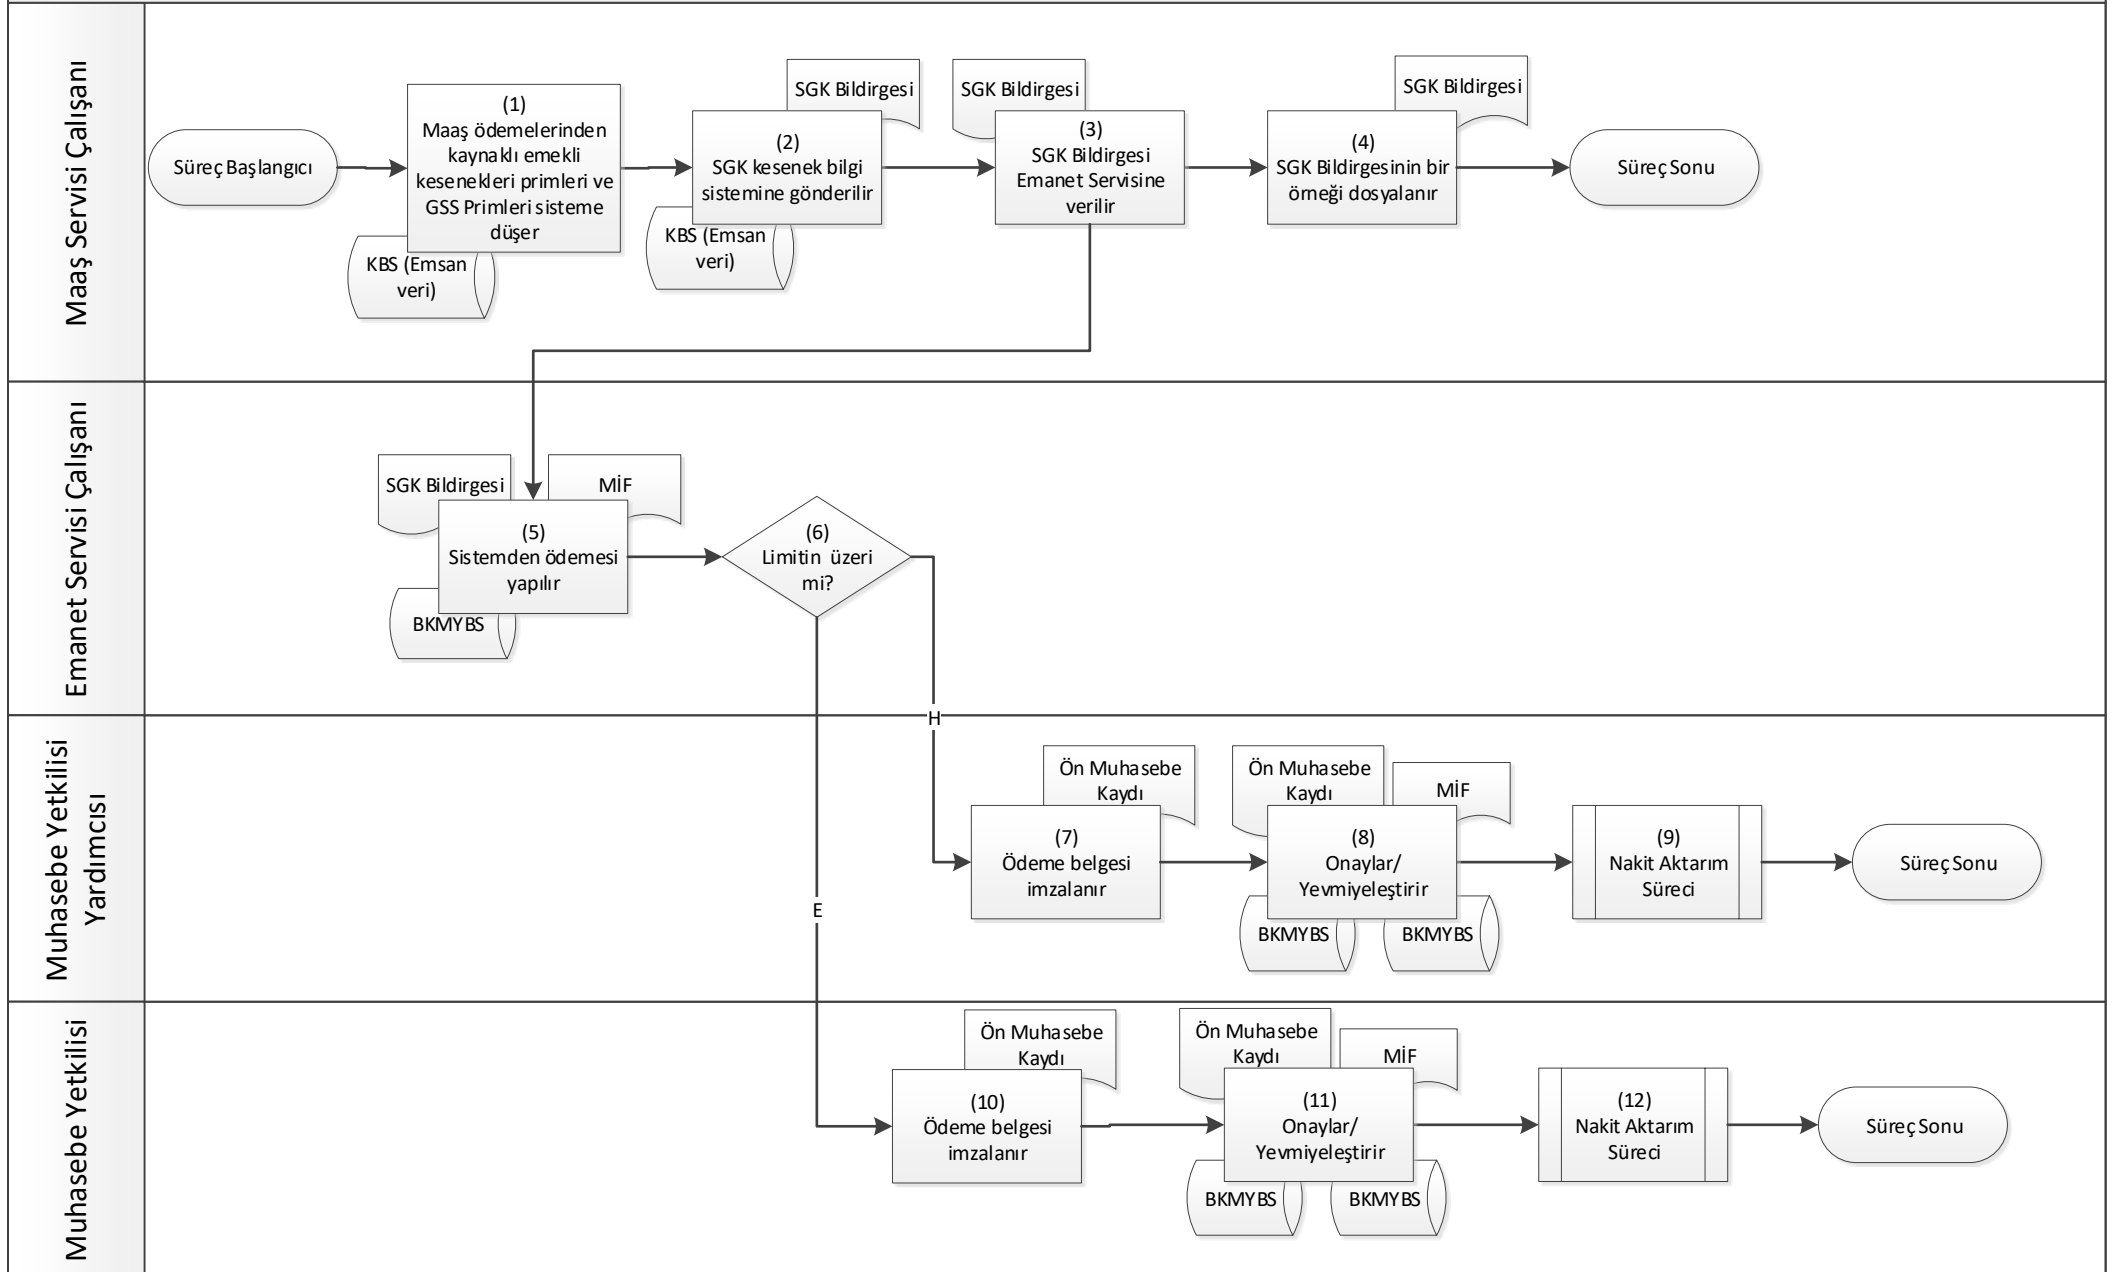 Maaş Servisi Çalışanı
Süreç Başlangıcı
(1)
Maaş ödemelerinden
kaynaklı emekli
kesenekleri primleri ve
GSS Primleri sisteme
düşer
KBS (Emsan
veri)
SGK Bildirgesi
(2)
SGK kesenek bilgi
sistemine gönderilir
KBS (Emsan
veri)
SGK Bildirgesi
(3)
SGK Bildirgesi
Emanet Servisine
verilir
SGK Bildirgesi
(4)
SGK Bildirgesinin bir
örneği dosyalanır
Süreç Sonu
Emanet Servisi Çalışanı
SGK Bildirgesi
MİF
(5)
Sistemden ödemesi
yapılır
BKMYBS
(6)
Limitin üzeri
mi?
H
E
Muhasebe Yetkilisi
Yardımcısı
Ön Muhasebe
Kaydı
(7)
Ödeme belgesi
imzalanır
Ön Muhasebe
Kaydı
MİF
(8)
Onaylar/
Yevmiyeleştirir
BKMYBS
BKMYBS
(9)
Nakit Aktarım
Süreci
Süreç Sonu
Muhasebe Yetkilisi
Ön Muhasebe
Kaydı
(10)
Ödeme belgesi
imzalanır
Ön Muhasebe
Kaydı
MİF
(11)
Onaylar/
Yevmiyeleştirir
BKMYBS
BKMYBS
(12)
Nakit Aktarım
Süreci
Süreç Sonu